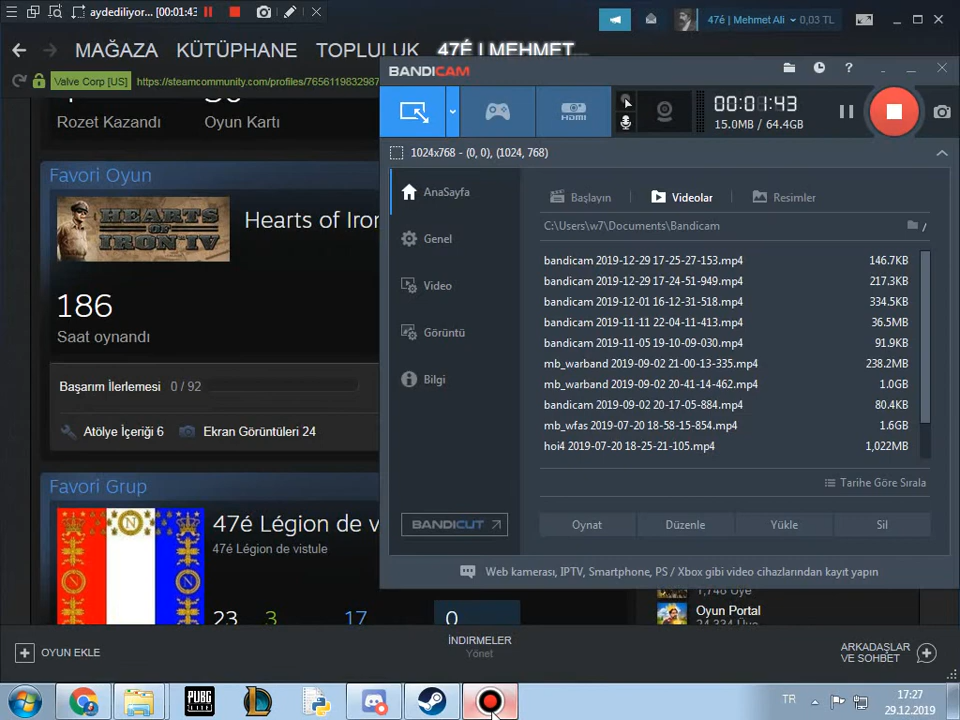 aydediliyor... 00:01:43
47é | Mehmet Ali 0,03 TL
MAĞAZA KÜTÜPHANE TOPLULUK 47É | MEHMET...
Valve Corp [US] https://steamcommunity.com/profiles/7656119832987
Rozet Kazandı Oyun Kartı
Favori Oyun
HEARTS OF IRON IV
Hearts of Iron
186
Saat oynandı
Başarım İlerlemesi 0 / 92
Atölye İçeriği 6 Ekran Görüntüleri 24
Favori Grup
47é Légion de v
47é Légion de vistule
23 3 17 0
BANDICAM
HDMI
00:01:43
15.0MB / 64.4GB
1024x768 - (0, 0), (1024, 768)
AnaSayfa
Genel
Video
Görüntü
Bilgi
BANDICUT
Başlayın Videolar Resimler
C:\Users\w7\Documents\Bandicam
bandicam 2019-12-29 17-25-27-153.mp4 146.7KB
bandicam 2019-12-29 17-24-51-949.mp4 217.3KB
bandicam 2019-12-01 16-12-31-518.mp4 334.5KB
bandicam 2019-11-11 22-04-11-413.mp4 36.5MB
bandicam 2019-11-05 19-10-09-030.mp4 91.9KB
mb_warband 2019-09-02 21-00-13-335.mp4 238.2MB
mb_warband 2019-09-02 20-41-14-462.mp4 1.0GB
bandicam 2019-09-02 20-17-05-884.mp4 80.4KB
mb_wfas 2019-07-20 18-58-15-854.mp4 1.6GB
hoi4 2019-07-20 18-25-21-105.mp4 1,022MB
Tarihe Göre Sırala
Oynat Düzenle Yükle Sil
Web kamerası, IPTV, Smartphone, PS / Xbox gibi video cihazlarından kayıt yapın
Oyun Portal
OYUN EKLE
İNDİRMELER
Yönet
ARKADAŞLAR
VE SOHBET
PUBG
TR
17:27
29.12.2019